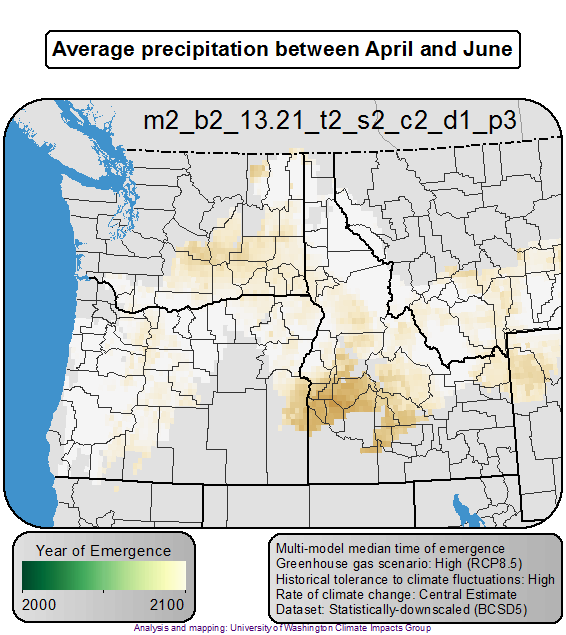 Average precipitation between April and June
m2_b2_13.21_t2_s2_c2_d1_p3
Year of Emergence
2000 2100
Multi-model median time of emergence
Greenhouse gas scenario: High (RCP8.5)
Historical tolerance to climate fluctuations: High
Rate of climate change: Central Estimate
Dataset: Statistically-downscaled (BCSD5)
Analysis and mapping: University of Washington Climate Impacts Group